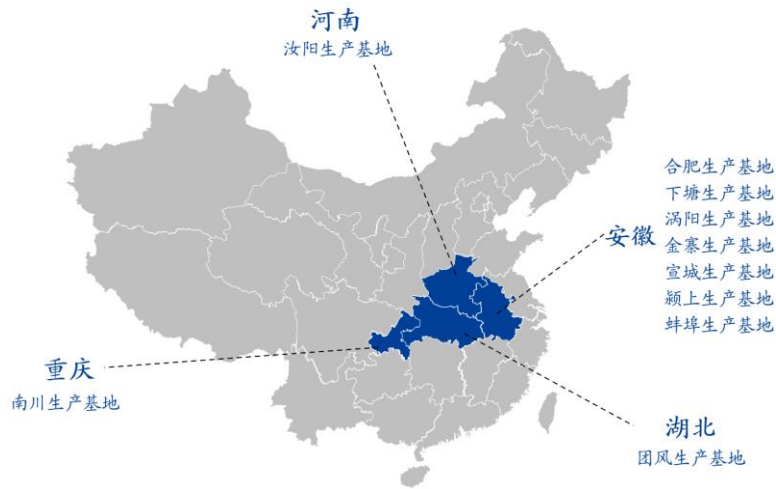 河南
汝阳生产基地
合肥生产基地
下塘生产基地
涡阳生产基地
安徽
金寨生产基地
宣城生产基地
颍上生产基地
蚌埠生产基地
重庆
南川生产基地
湖北
团风生产基地